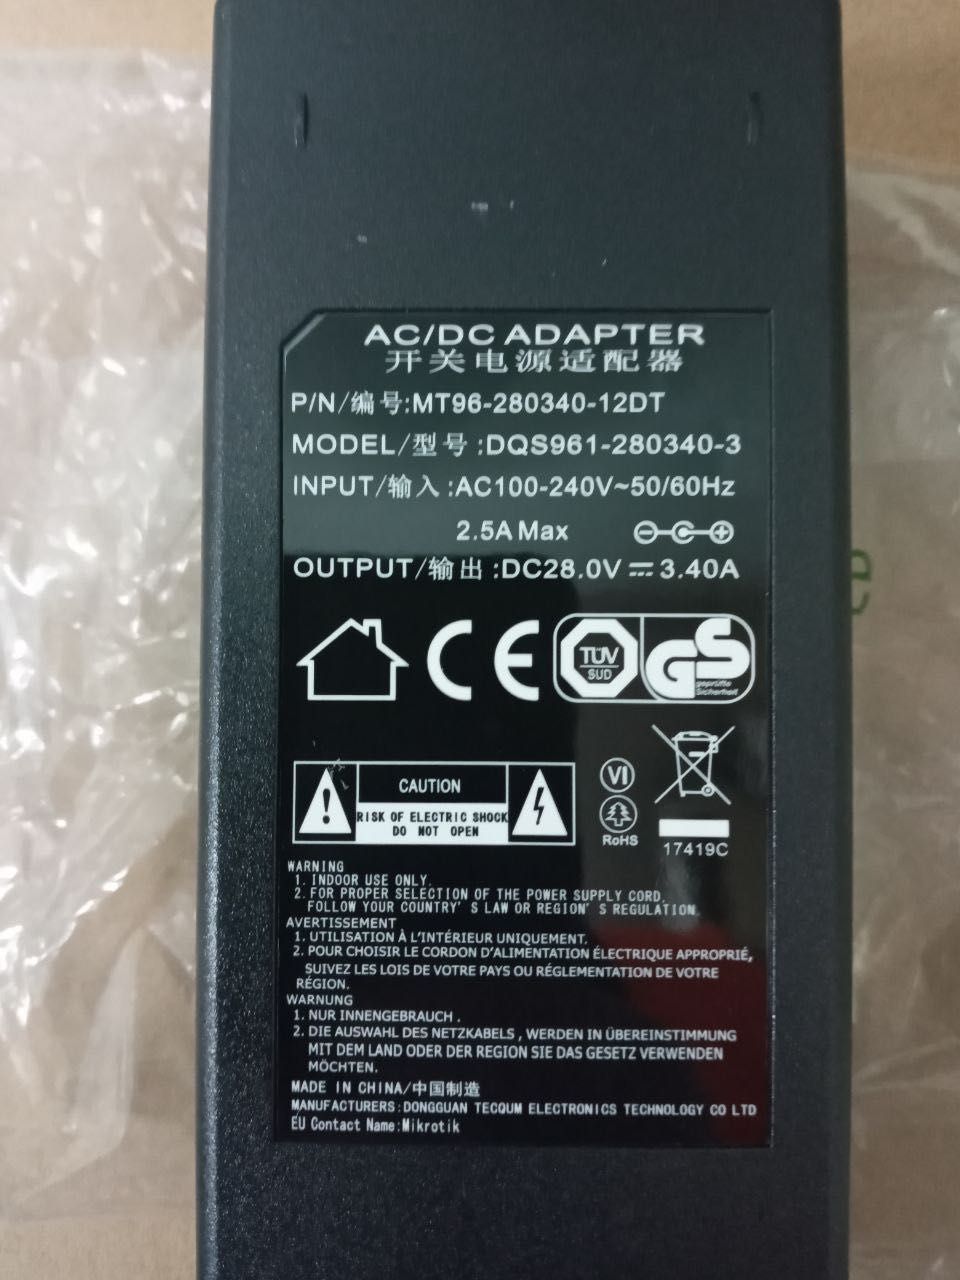 AC/DC ADAPTER
开关电源适配器
P/N/编号:MT96-280340-12DT
MODEL/型号:DQS961-280340-3
INPUT/输入:AC100-240V~50/60Hz
2.5A Max
OUTPUT/输出:DC28.0V⎓3.40A
CE
TÜV
SUD
GS
geprüfte
Sicherheit
CAUTION
RISK OF ELECTRIC SHOCK
DO NOT OPEN
VI
RoHS
17419C
WARNING
1. INDOOR USE ONLY.
2. FOR PROPER SELECTION OF THE POWER SUPPLY CORD,
FOLLOW YOUR COUNTRY'S LAW OR REGION'S REGULATION.
AVERTISSEMENT
1. UTILISATION À L'INTÉRIEUR UNIQUEMENT.
2. POUR CHOISIR LE CORDON D'ALIMENTATION ÉLECTRIQUE APPROPRIÉ,
SUIVEZ LES LOIS DE VOTRE PAYS OU RÉGLEMENTATION DE VOTRE
RÉGION.
WARNUNG
1. NUR INNENGEBRAUCH .
2. DIE AUSWAHL DES NETZKABELS , WERDEN IN ÜBEREINSTIMMUNG
MIT DEM LAND ODER DER REGION SIE DAS GESETZ VERWENDEN
MÖCHTEN.
MADE IN CHINA/中国制造
MANUFACTURERS:DONGGUAN TECQUM ELECTRONICS TECHNOLOGY CO LTD
EU Contact Name:Mikrotik